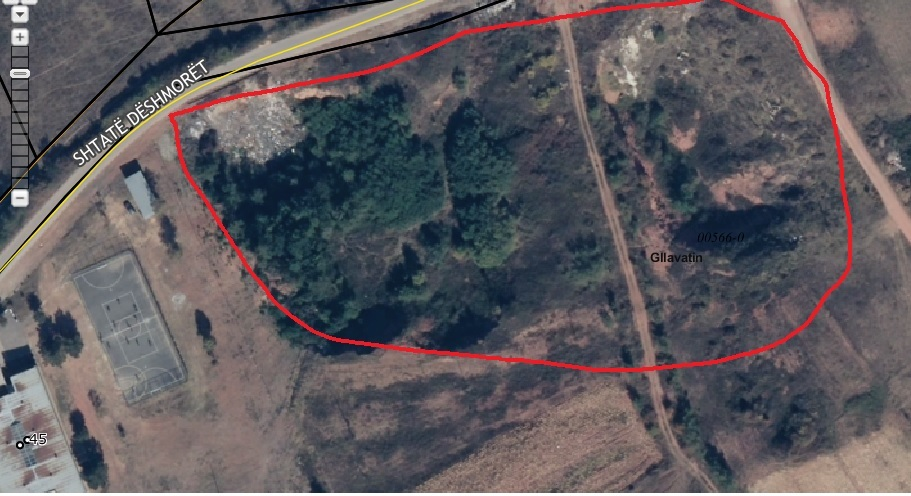 SHTATË DËSHMORËT
00566-0
Gllavatin
45